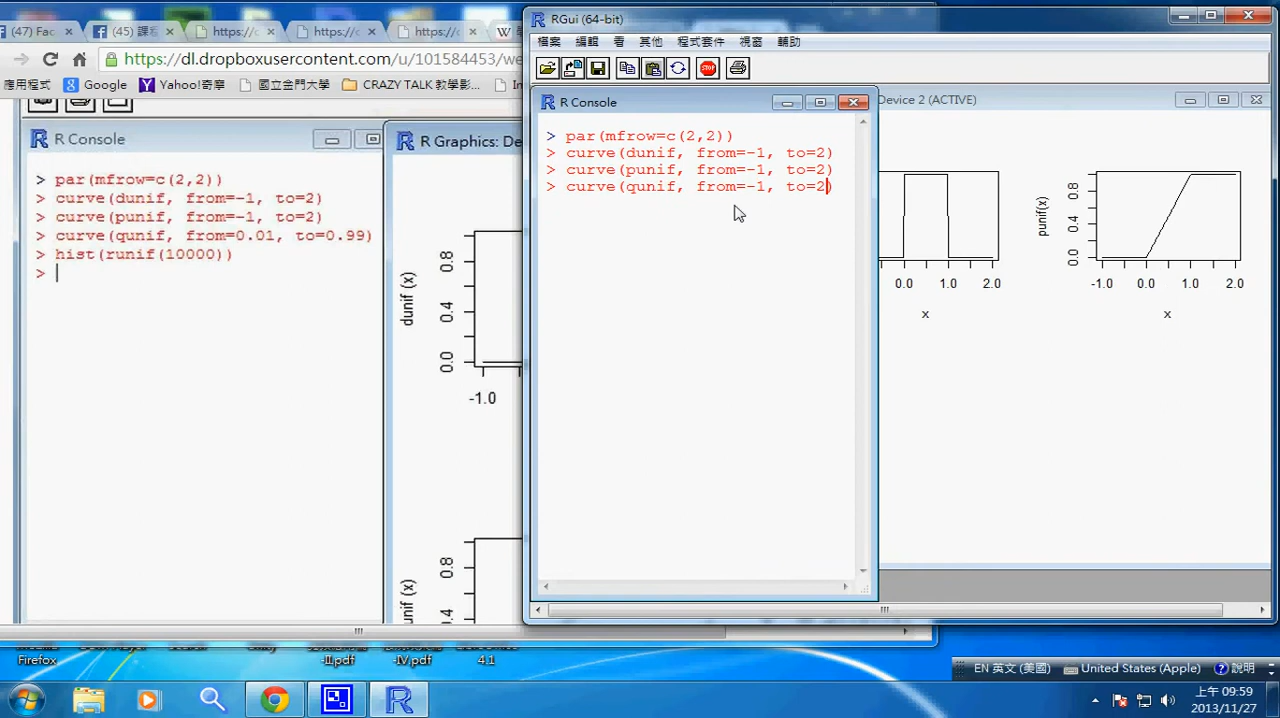 RGui (64-bit)
(47) Fac
(45) 課程
https:/
https:/
https:/
W
https://dl.dropboxusercontent.com/u/101584453/we
檔案 編輯 看 其他 程式套件 視窗 輔助
應用程式 Google Yahoo!奇摩 國立金門大學 CRAZY TALK 教學影... In
R Console
> par(mfrow=c(2,2))
> curve(dunif, from=-1, to=2)
> curve(punif, from=-1, to=2)
> curve(qunif, from=0.01, to=0.99)
> hist(runif(10000))
>
R Graphics: De
dunif (x)
0.8
0.4
0.0
-1.0
0.8
0.4
R Console
> par(mfrow=c(2,2))
> curve(dunif, from=-1, to=2)
> curve(punif, from=-1, to=2)
> curve(qunif, from=-1, to=2)
Device 2 (ACTIVE)
0.0 1.0 2.0
x
punif(x)
0.8
0.4
0.0
-1.0 0.0 1.0 2.0
x
Firefox
-II.pdf
-IV.pdf
4.1
EN 英文 (美國) United States (Apple) 說明
上午 09:59
2013/11/27